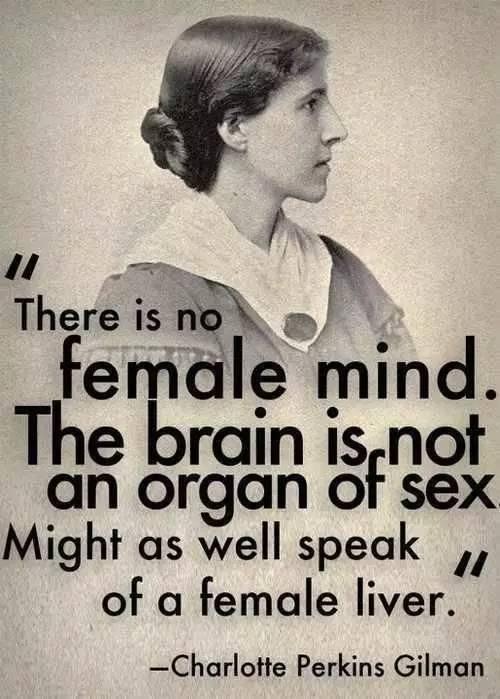 "There is no
female mind.
The brain is not
an organ of sex.
Might as well speak
of a female liver."
—Charlotte Perkins Gilman